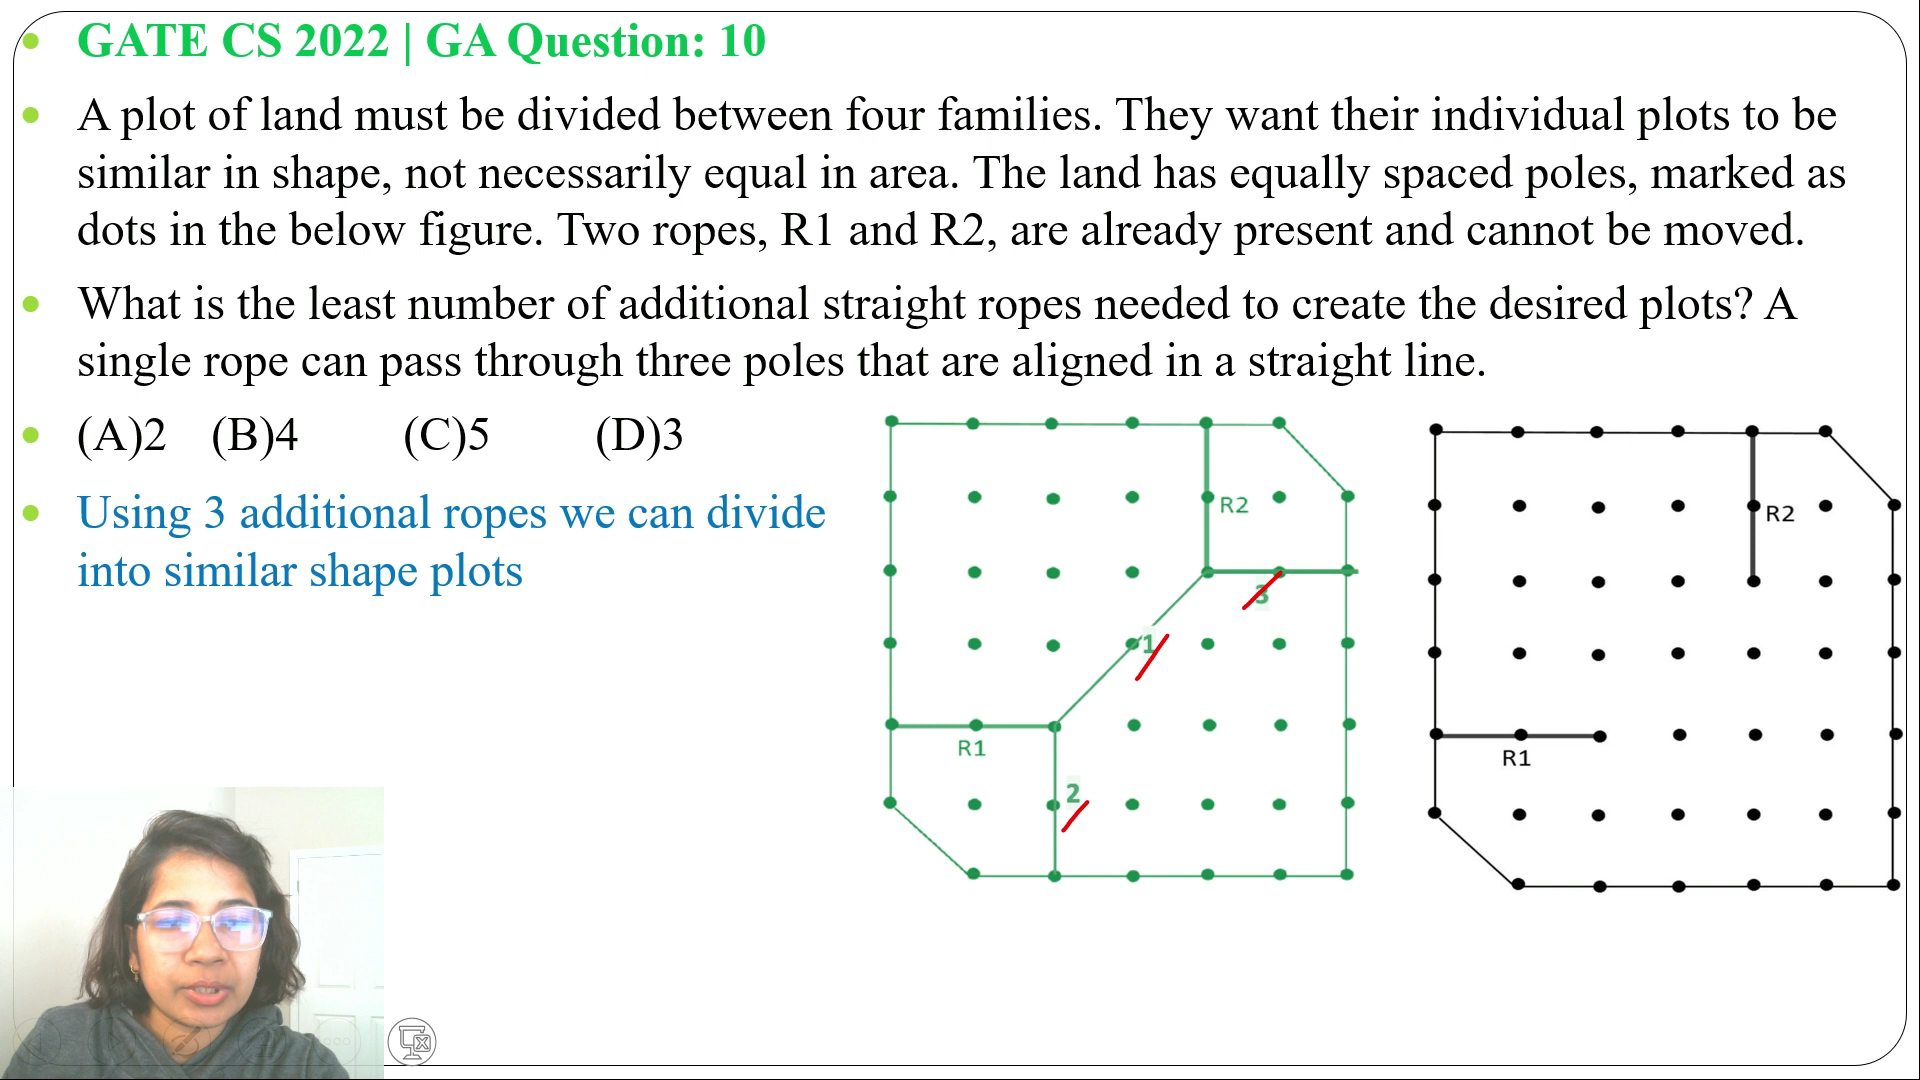 GATE CS 2022 | GA Question: 10
A plot of land must be divided between four families. They want their individual plots to be
similar in shape, not necessarily equal in area. The land has equally spaced poles, marked as
dots in the below figure. Two ropes, R1 and R2, are already present and cannot be moved.
What is the least number of additional straight ropes needed to create the desired plots? A
single rope can pass through three poles that are aligned in a straight line.
(A)2 (B)4 (C)5 (D)3
Using 3 additional ropes we can divide
into similar shape plots
R2
3
1
R1
2
R2
R1